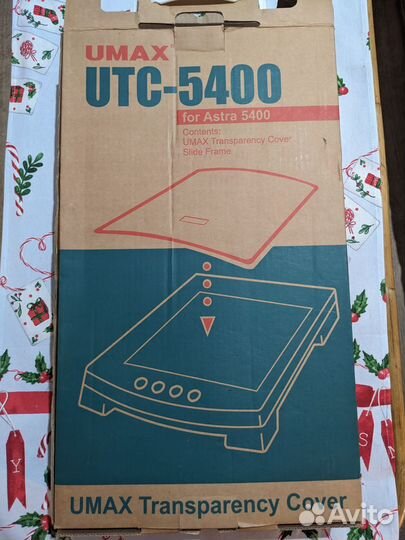 UMAX
UTC-5400
for Astra 5400
Contents:
UMAX Transparency Cover
Slide Frame
Y
S
UMAX Transparency Cover
Avito